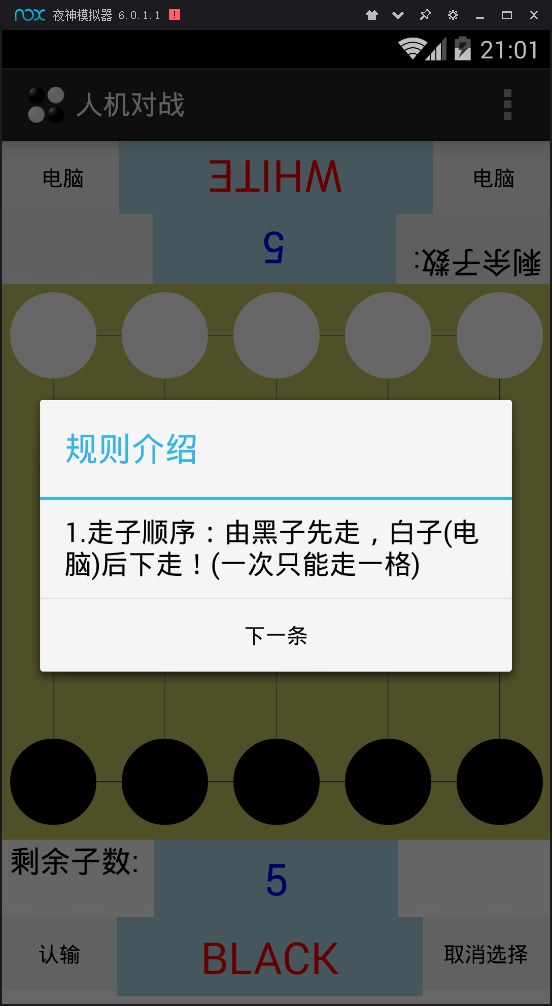 nox 夜神模拟器 6.0.1.1
21:01
人机对战
电脑 WHITE 电脑
5 剩余子数:
规则介绍
1.走子顺序：由黑子先走，白子(电
脑)后下走！(一次只能走一格)
下一条
剩余子数: 5
认输 BLACK 取消选择